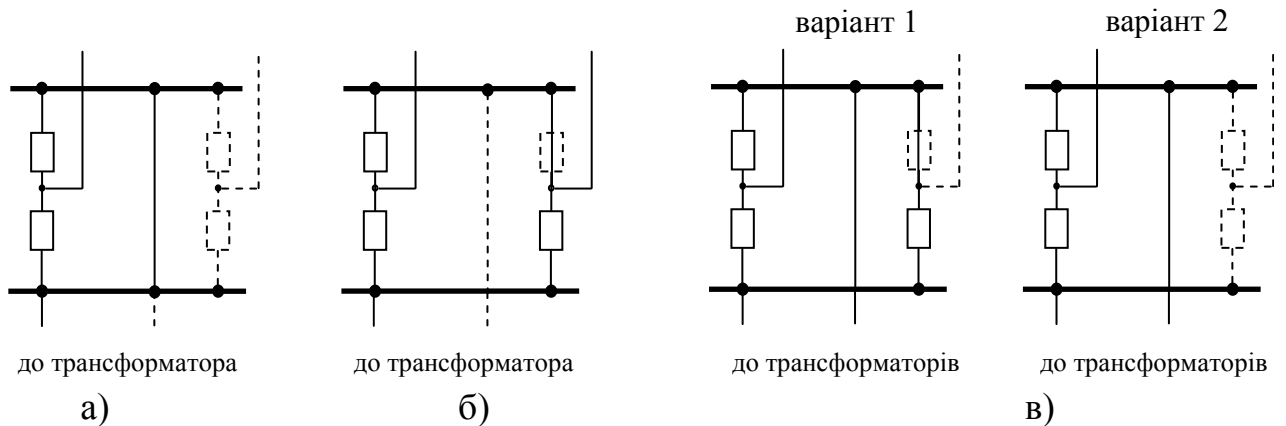 варіант 1 варіант 2
до трансформатора до трансформатора до трансформаторів до трансформаторів
а) б) в)